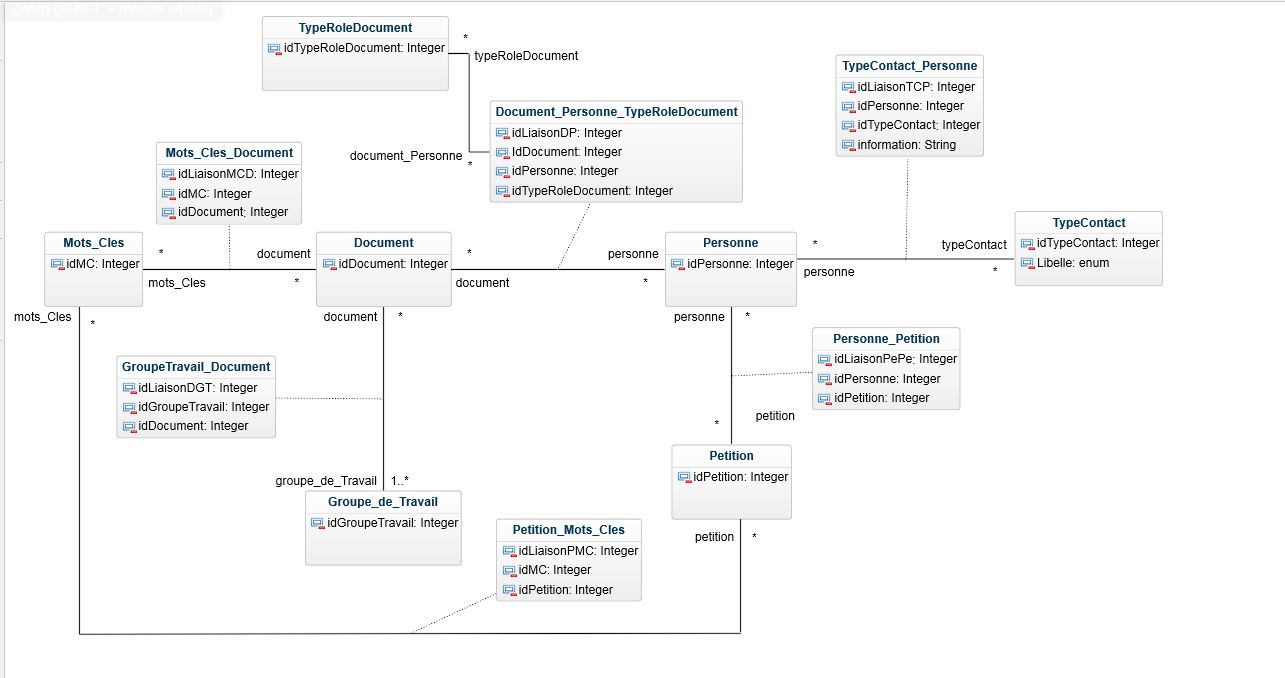 Zoom (SHIFT + mouse wheel)
TypeRoleDocument
idTypeRoleDocument: Integer
*
typeRoleDocument
TypeContact_Personne
idLiaisonTCP: Integer
idPersonne: Integer
idTypeContact: Integer
information: String
Document_Personne_TypeRoleDocument
idLiaisonDP: Integer
IdDocument: Integer
idPersonne: Integer
idTypeRoleDocument: Integer
document_Personne
*
Mots_Cles_Document
idLiaisonMCD: Integer
idMC: Integer
idDocument: Integer
Mots_Cles
idMC: Integer
*
document
mots_Cles
*
Document
idDocument: Integer
*
personne
document
*
Personne
idPersonne: Integer
*
typeContact
personne
*
TypeContact
idTypeContact: Integer
Libelle: enum
mots_Cles
*
document
*
personne
*
GroupeTravail_Document
idLiaisonDGT: Integer
idGroupeTravail: Integer
idDocument: Integer
Personne_Petition
idLiaisonPePe: Integer
idPersonne: Integer
idPetition: Integer
*
petition
Petition
idPetition: Integer
groupe_de_Travail
1..*
Groupe_de_Travail
idGroupeTravail: Integer
Petition_Mots_Cles
idLiaisonPMC: Integer
idMC: Integer
idPetition: Integer
petition
*